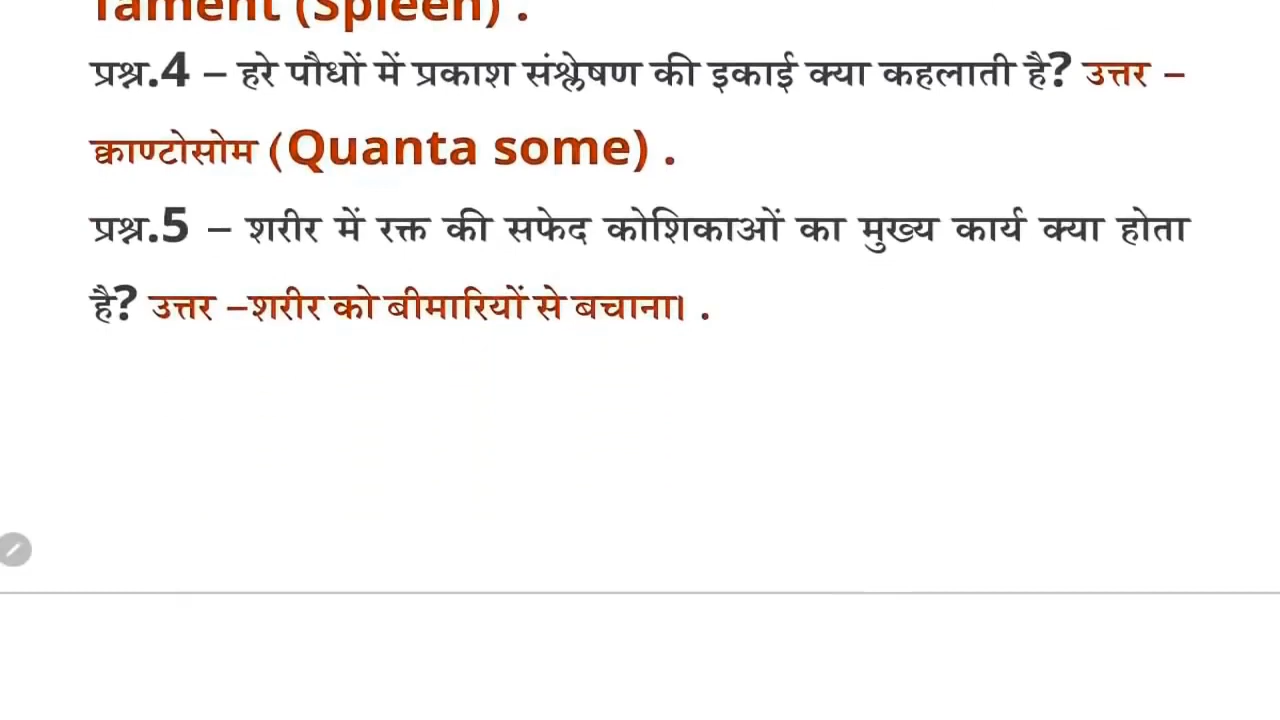 fament (Spleen) .
प्रश्न.4 – हरे पौधों में प्रकाश संश्लेषण की इकाई क्या कहलाती है? उत्तर –
क्वाण्टोसोम (Quanta some) .
प्रश्न.5 – शरीर में रक्त की सफेद कोशिकाओं का मुख्य कार्य क्या होता
है? उत्तर –शरीर को बीमारियों से बचाना। .